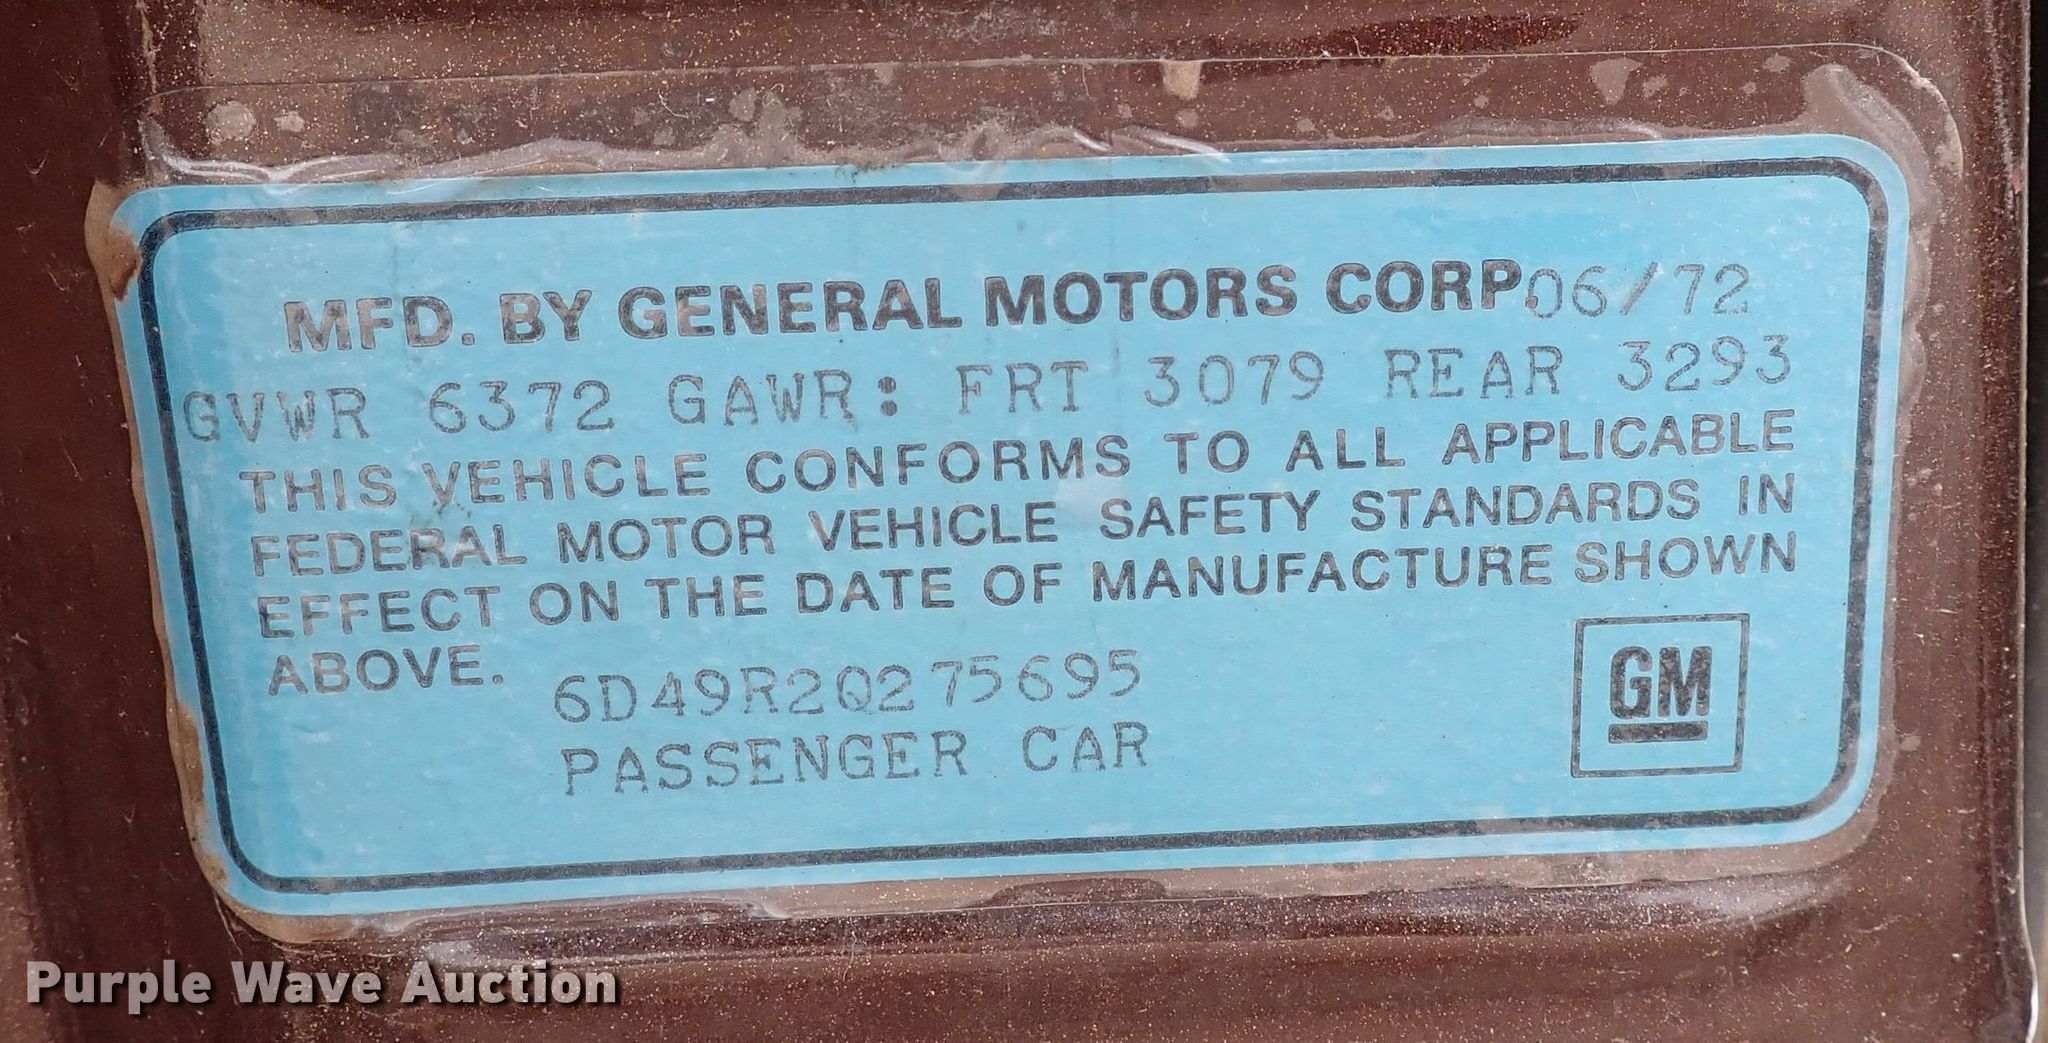 MFD. BY GENERAL MOTORS CORP. 06/72
GVWR 6372 GAWR: FRT 3079 REAR 3293
THIS VEHICLE CONFORMS TO ALL APPLICABLE
FEDERAL MOTOR VEHICLE SAFETY STANDARDS IN
EFFECT ON THE DATE OF MANUFACTURE SHOWN
ABOVE.
6D49R2Q275695
PASSENGER CAR
GM
Purple Wave Auction